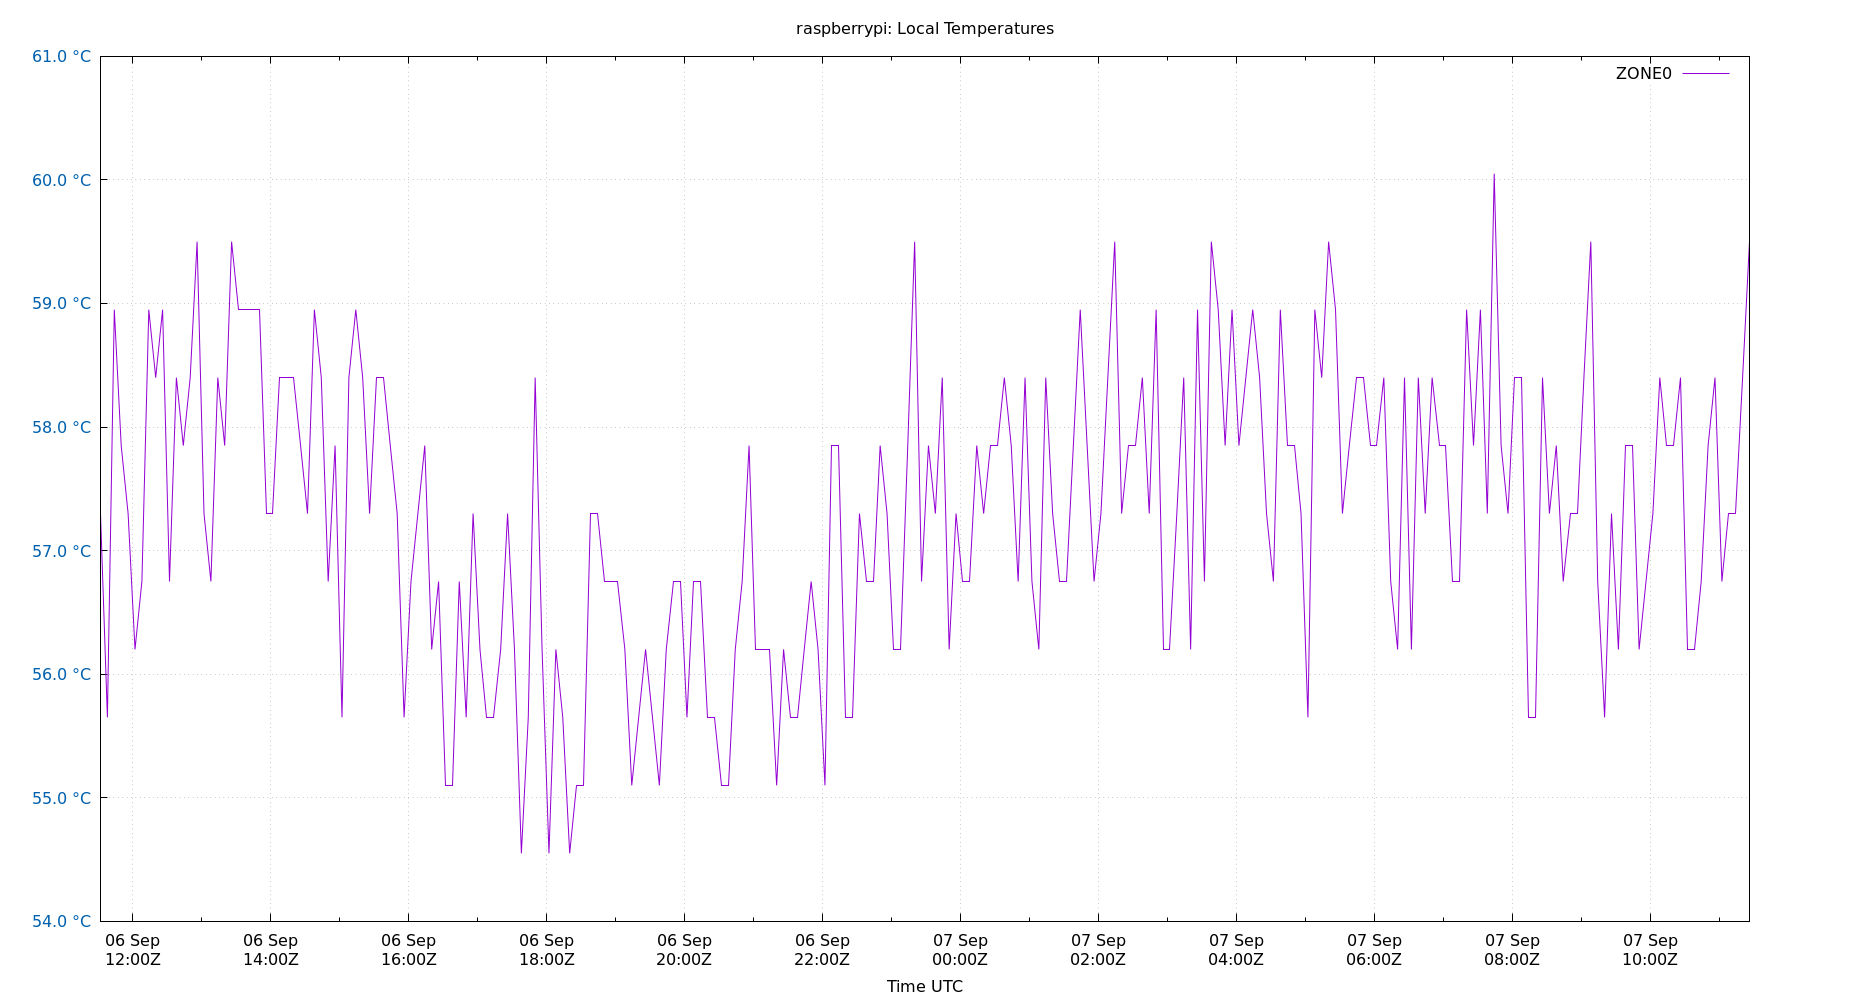 raspberrypi: Local Temperatures
61.0 °C
ZONE0
60.0 °C
59.0 °C
58.0 °C
57.0 °C
56.0 °C
55.0 °C
54.0 °C
06 Sep 06 Sep 06 Sep 06 Sep 06 Sep 06 Sep 07 Sep 07 Sep 07 Sep 07 Sep 07 Sep 07 Sep
12:00Z 14:00Z 16:00Z 18:00Z 20:00Z 22:00Z 00:00Z 02:00Z 04:00Z 06:00Z 08:00Z 10:00Z
Time UTC